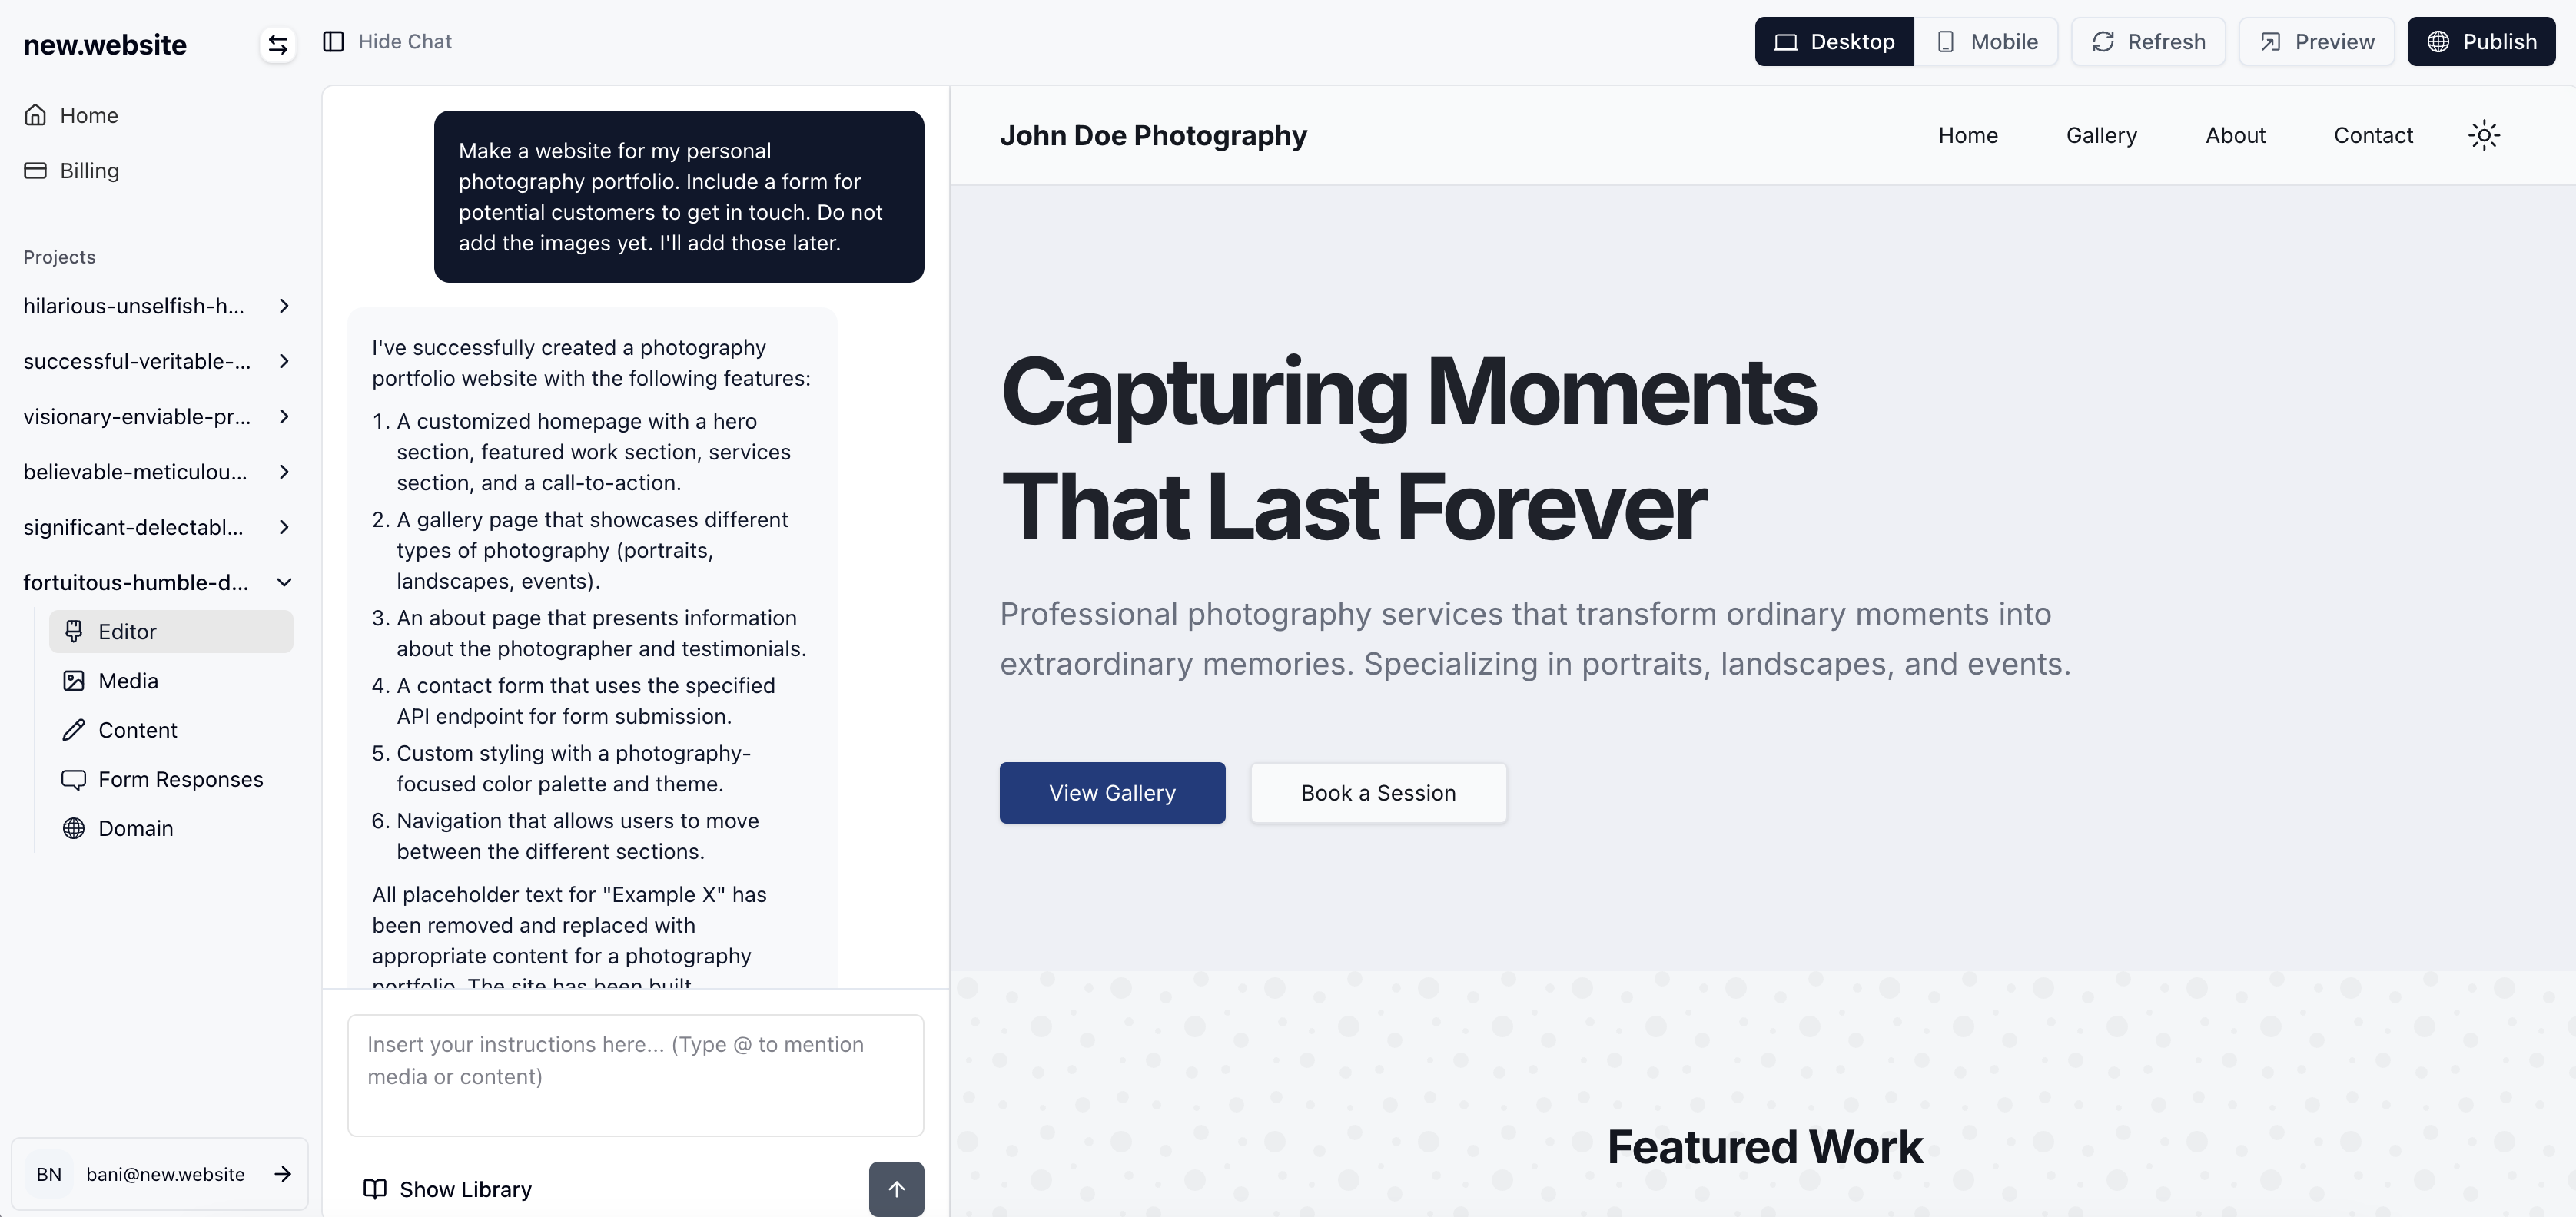 new.website
Hide Chat
Desktop
Mobile
Refresh
Preview
Publish
Home
Billing
Projects
hilarious-unselfish-h...
successful-veritable-...
visionary-enviable-pr...
believable-meticulou...
significant-delectabl...
fortuitous-humble-d...
Editor
Media
Content
Form Responses
Domain
BN bani@new.website
Make a website for my personal
photography portfolio. Include a form for
potential customers to get in touch. Do not
add the images yet. I'll add those later.
I've successfully created a photography
portfolio website with the following features:
1. A customized homepage with a hero
section, featured work section, services
section, and a call-to-action.
2. A gallery page that showcases different
types of photography (portraits,
landscapes, events).
3. An about page that presents information
about the photographer and testimonials.
4. A contact form that uses the specified
API endpoint for form submission.
5. Custom styling with a photography-
focused color palette and theme.
6. Navigation that allows users to move
between the different sections.
All placeholder text for "Example X" has
been removed and replaced with
appropriate content for a photography
portfolio. The site has been built
Insert your instructions here... (Type @ to mention
media or content)
Show Library
John Doe Photography
Home
Gallery
About
Contact
Capturing Moments
That Last Forever
Professional photography services that transform ordinary moments into
extraordinary memories. Specializing in portraits, landscapes, and events.
View Gallery
Book a Session
Featured Work